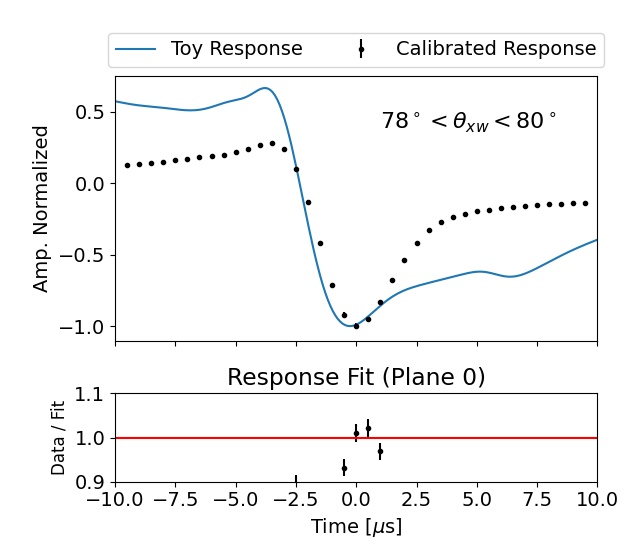 Toy Response Calibrated Response
78° < θxw < 80°
Amp. Normalized
0.5
0.0
−0.5
−1.0
Response Fit (Plane 0)
Data / Fit
1.1
1.0
0.9
−10.0 −7.5 −5.0 −2.5 0.0 2.5 5.0 7.5 10.0
Time [μs]